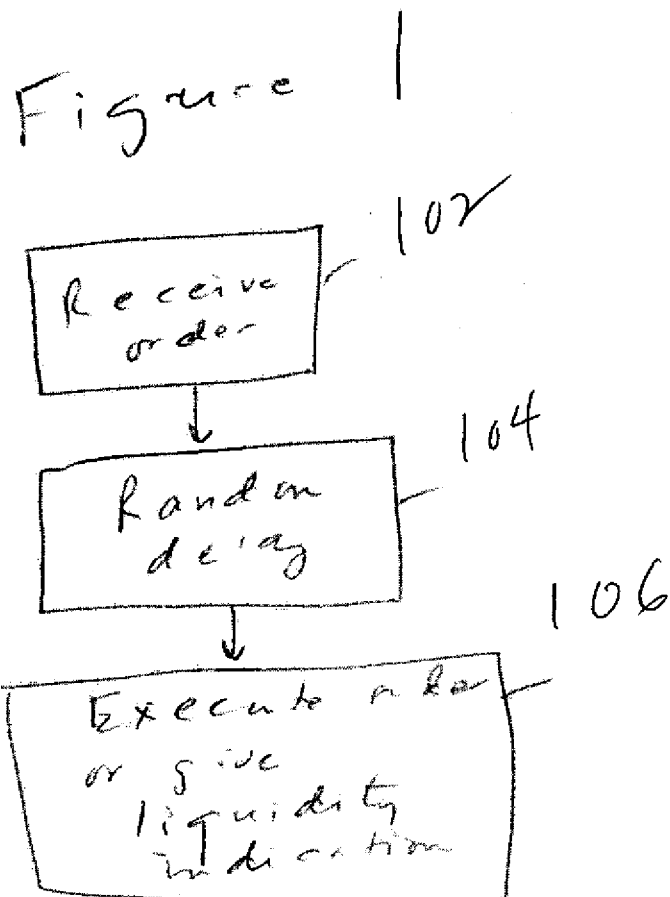 Figure 1
102
Receive
order
104
Random
delay
106
Execute order
or give
liquidity
indication